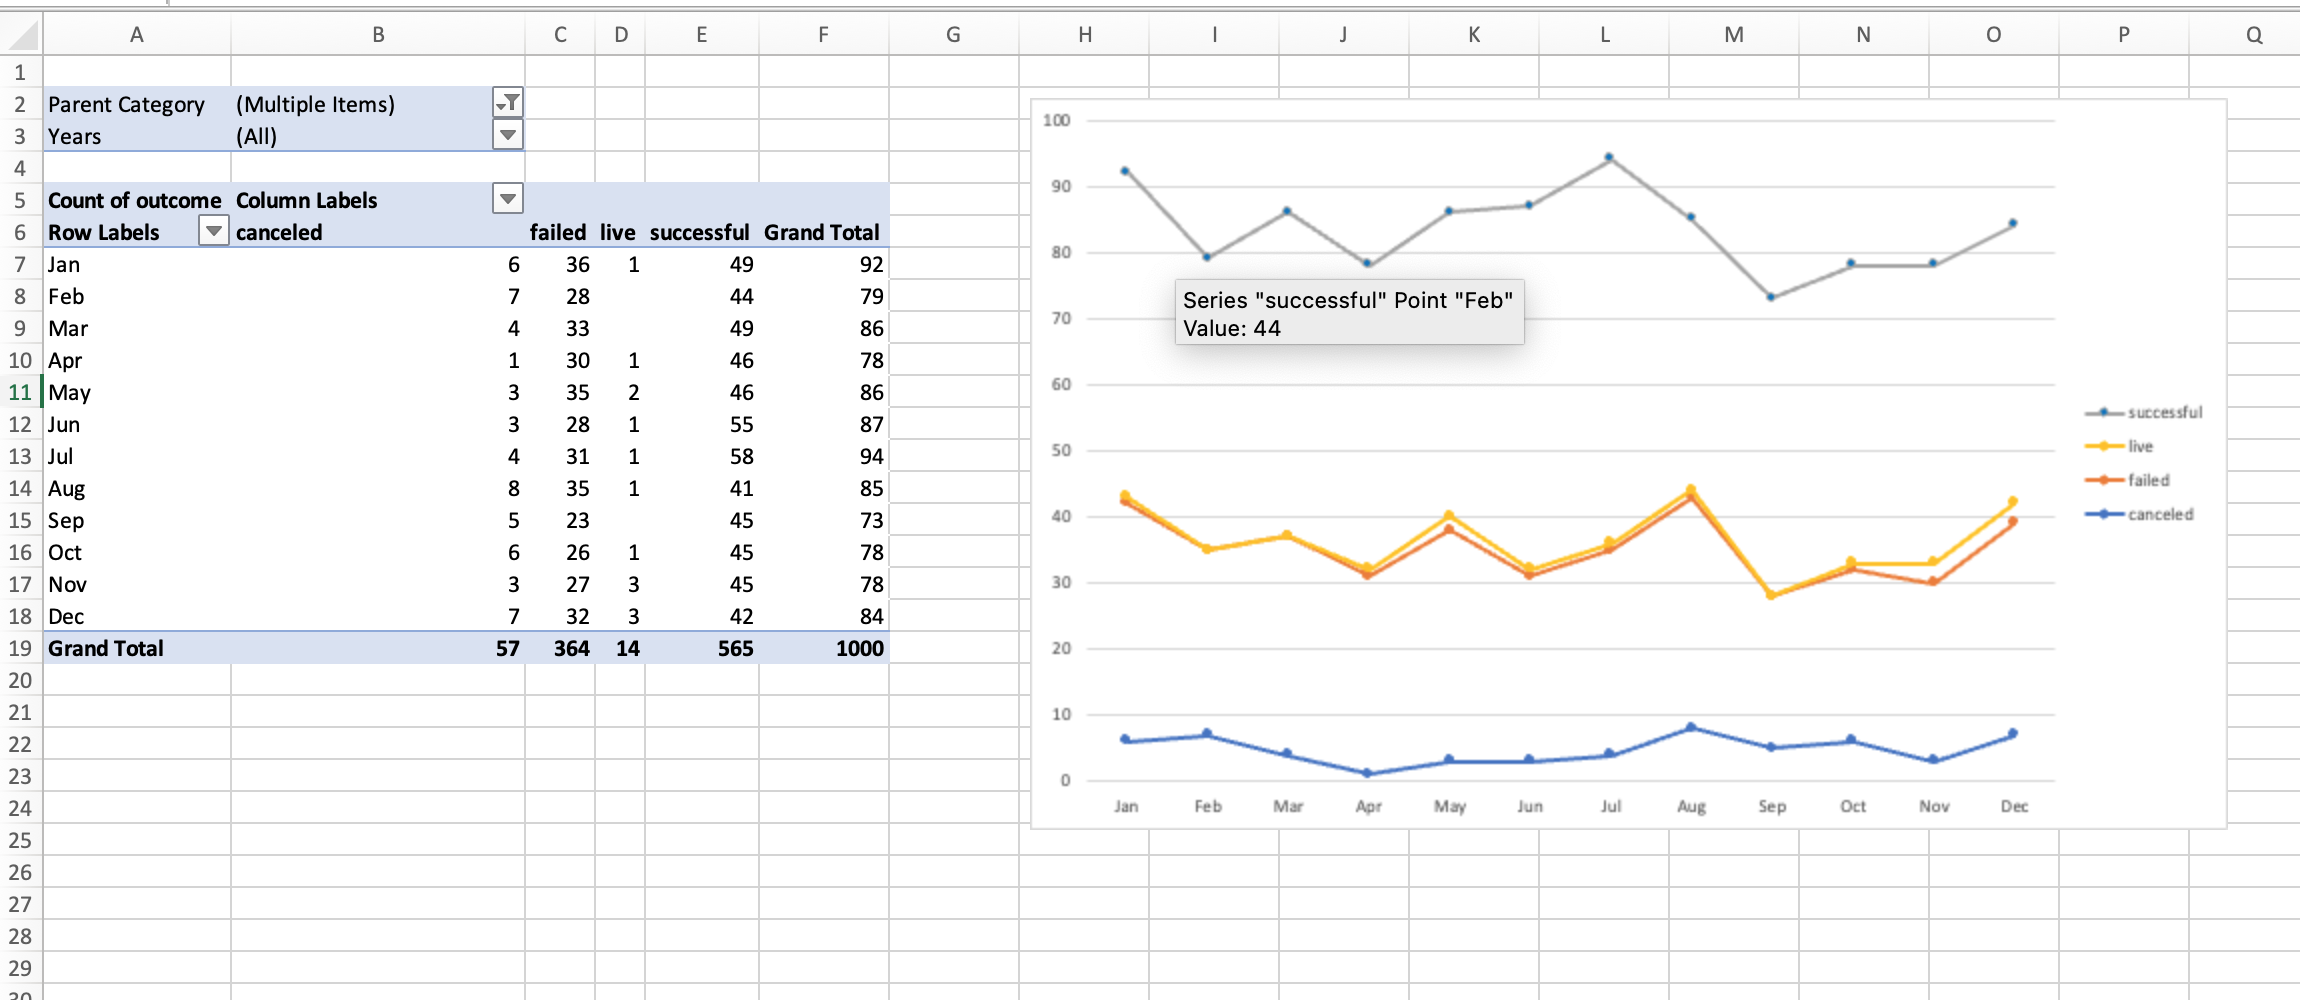 A B C D E F G H I J K L M N O P Q
1
2 Parent Category (Multiple Items)
3 Years (All)
4
5 Count of outcome Column Labels
6 Row Labels canceled failed live successful Grand Total
7 Jan 6 36 1 49 92
8 Feb 7 28 44 79
9 Mar 4 33 49 86
10 Apr 1 30 1 46 78
11 May 3 35 2 46 86
12 Jun 3 28 1 55 87
13 Jul 4 31 1 58 94
14 Aug 8 35 1 41 85
15 Sep 5 23 45 73
16 Oct 6 26 1 45 78
17 Nov 3 27 3 45 78
18 Dec 7 32 3 42 84
19 Grand Total 57 364 14 565 1000
20
21
22
23
24
25
26
27
28
29
30
100
90
80
70
60
50
40
30
20
10
0
Series "successful" Point "Feb"
Value: 44
successful
live
failed
canceled
Jan Feb Mar Apr May Jun Jul Aug Sep Oct Nov Dec